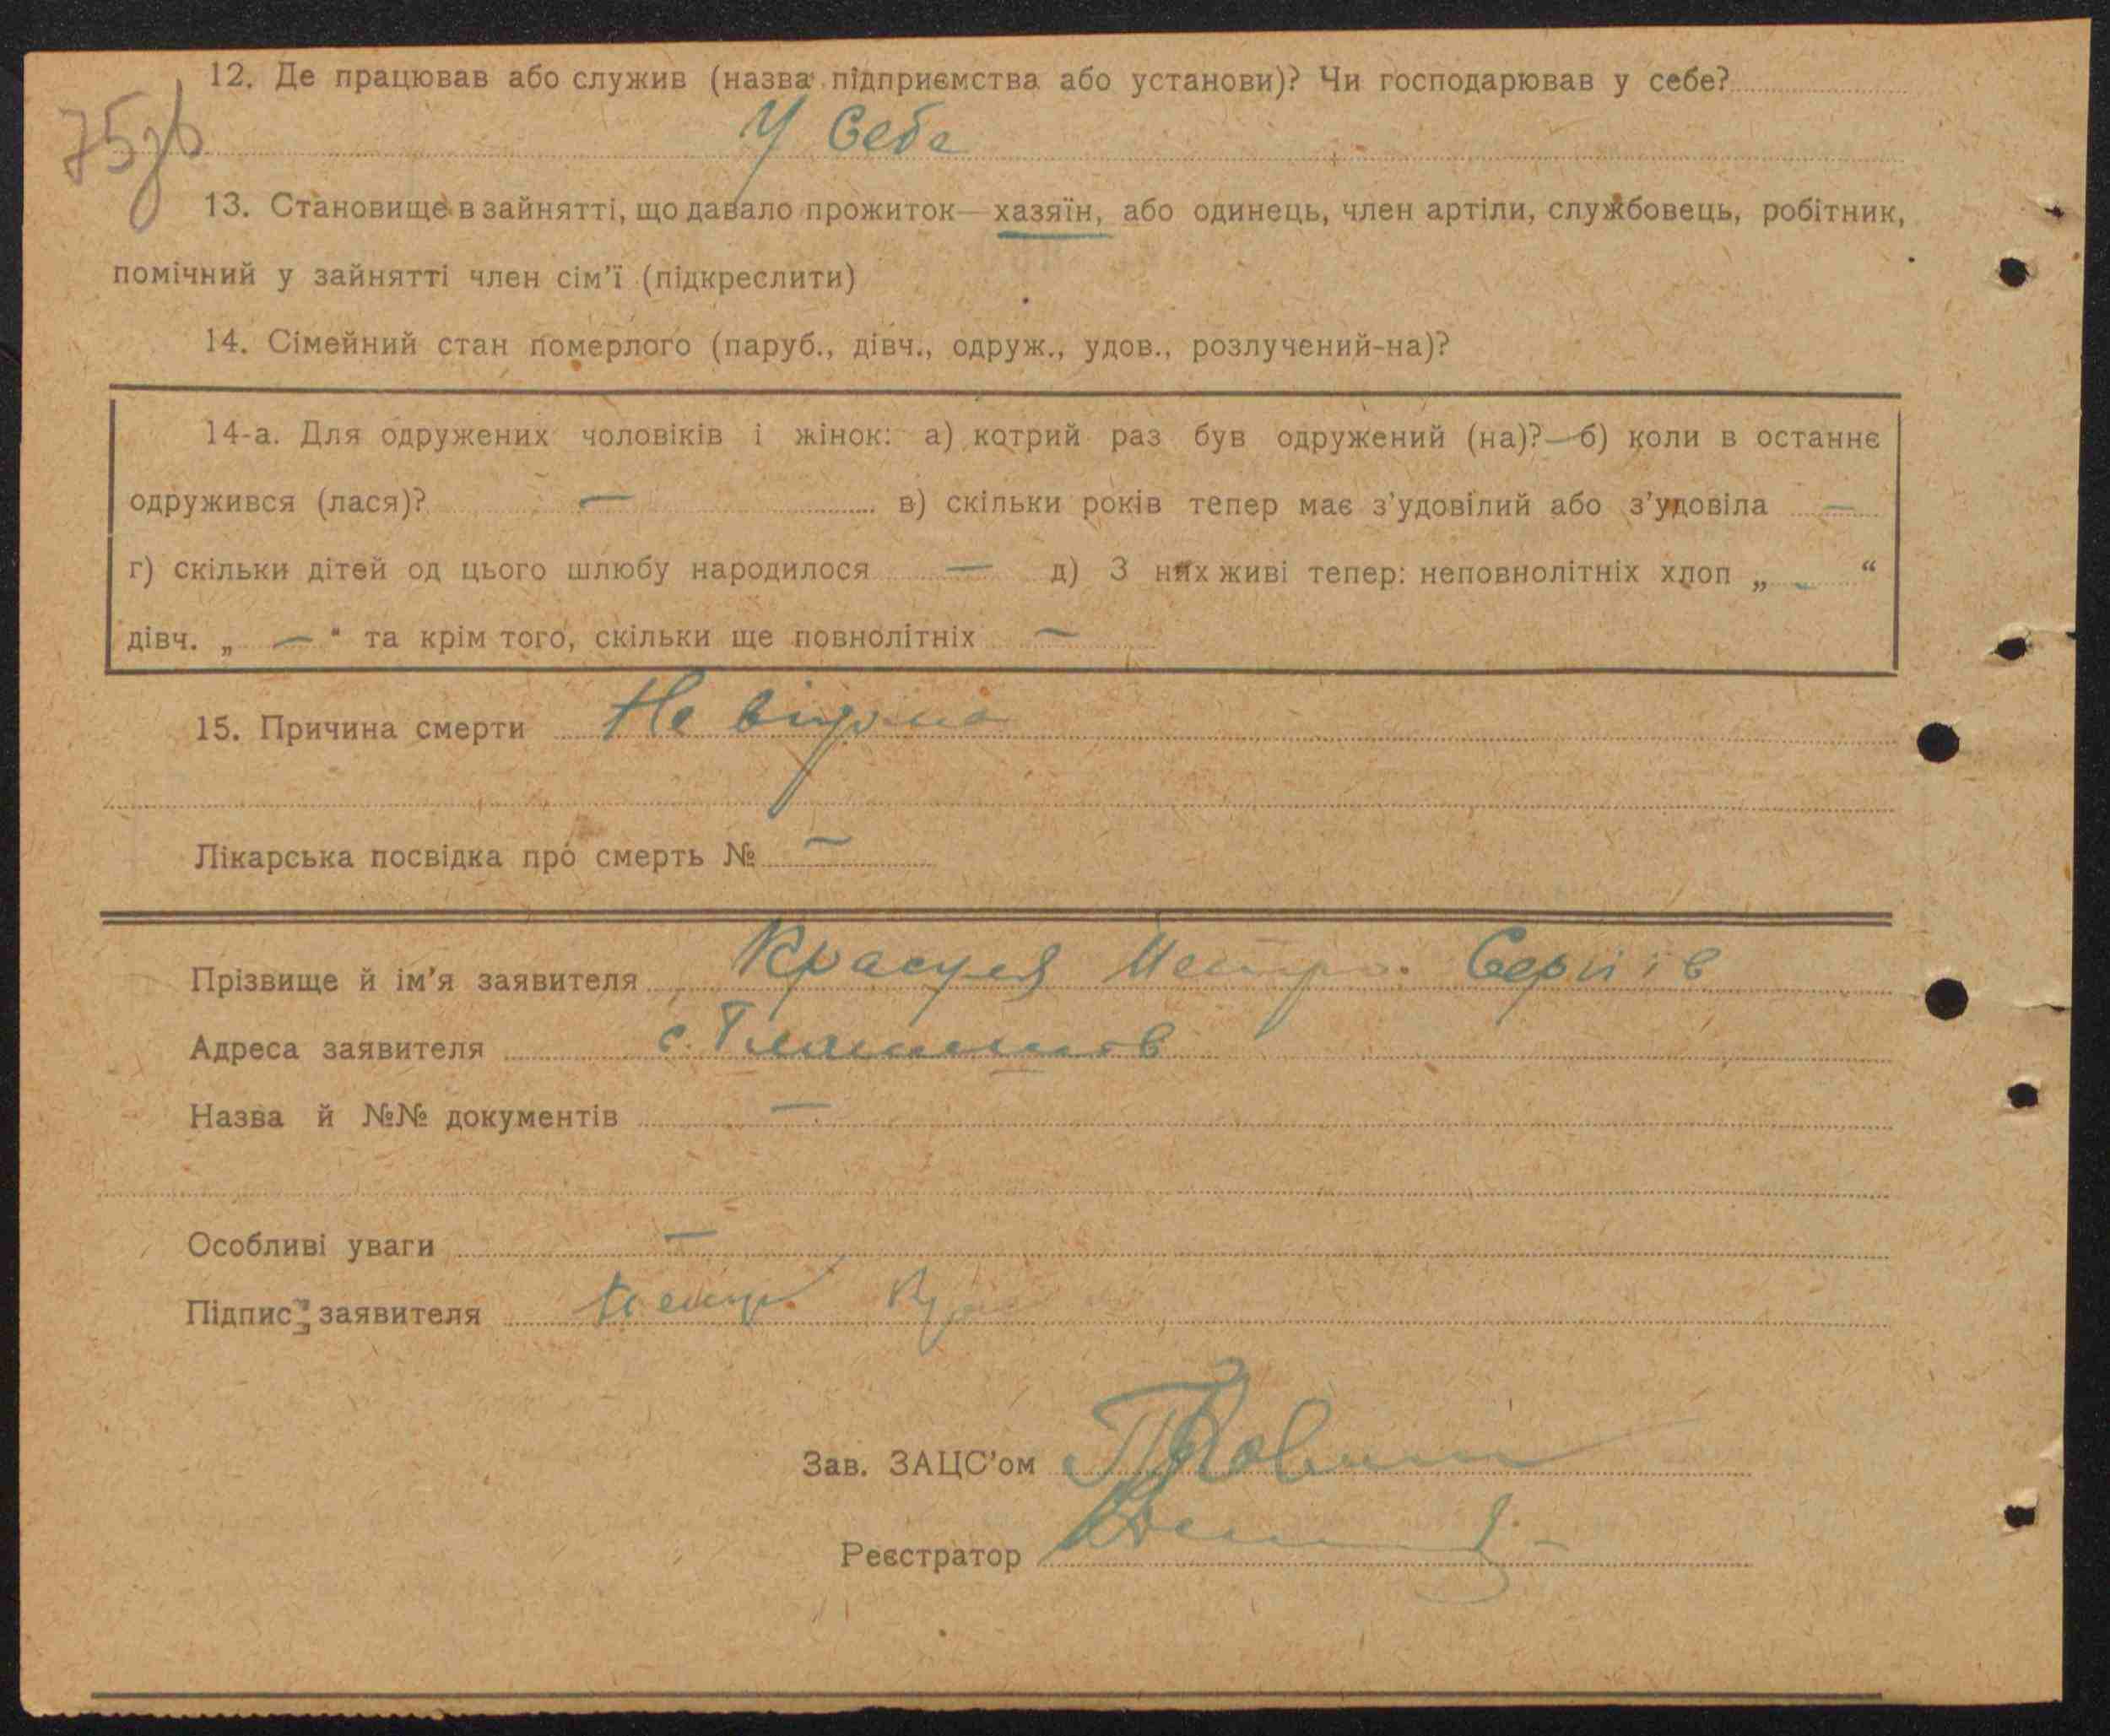 75зв
12. Де працював або служив (назва підприємства або установи)? Чи господарював у себе?
У Себе
13. Становище в зайнятті, що давало прожиток — хазяїн, або одинець, член артіли, службовець, робітник,
помічний у зайнятті член сім'ї (підкреслити)
14. Сімейний стан померлого (паруб., дівч., одруж., удов., розлучений-на)?
14-а. Для одружених чоловіків і жінок: а) котрий раз був одружений (на)? — б) коли в останнє
одружився (лася)? — в) скільки років тепер має з'удовілий або з'удовіла —
г) скільки дітей од цього шлюбу народилося — д) З них живі тепер: неповнолітніх хлоп „ - “
дівч. „ — “ та крім того, скільки ще повнолітніх —
15. Причина смерти Не відома
Лікарська посвідка про смерть № —
Прізвище й ім'я заявителя Красуля Сергіїв
Адреса заявителя с.
Назва й №№ документів —
Особливі уваги —
Підпис заявителя
Зав. ЗАЦС'ом
Реєстратор